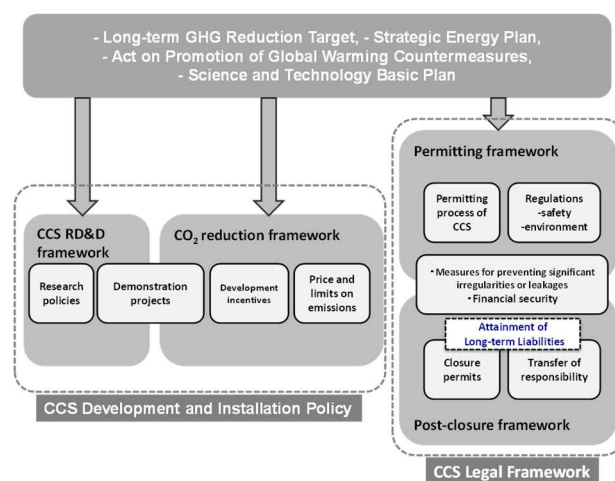 - Long-term GHG Reduction Target, - Strategic Energy Plan,
- Act on Promotion of Global Warming Countermeasures,
- Science and Technology Basic Plan
CCS RD&D
framework
Research
policies
Demonstration
projects
CO₂ reduction framework
Development
incentives
Price and
limits on
emissions
CCS Development and Installation Policy
Permitting framework
Permitting
process of
CCS
Regulations
-safety
-environment
• Measures for preventing significant
irregularities or leakages
• Financial security
Attainment of
Long-term Liabilities
Closure
permits
Transfer of
responsibility
Post-closure framework
CCS Legal Framework